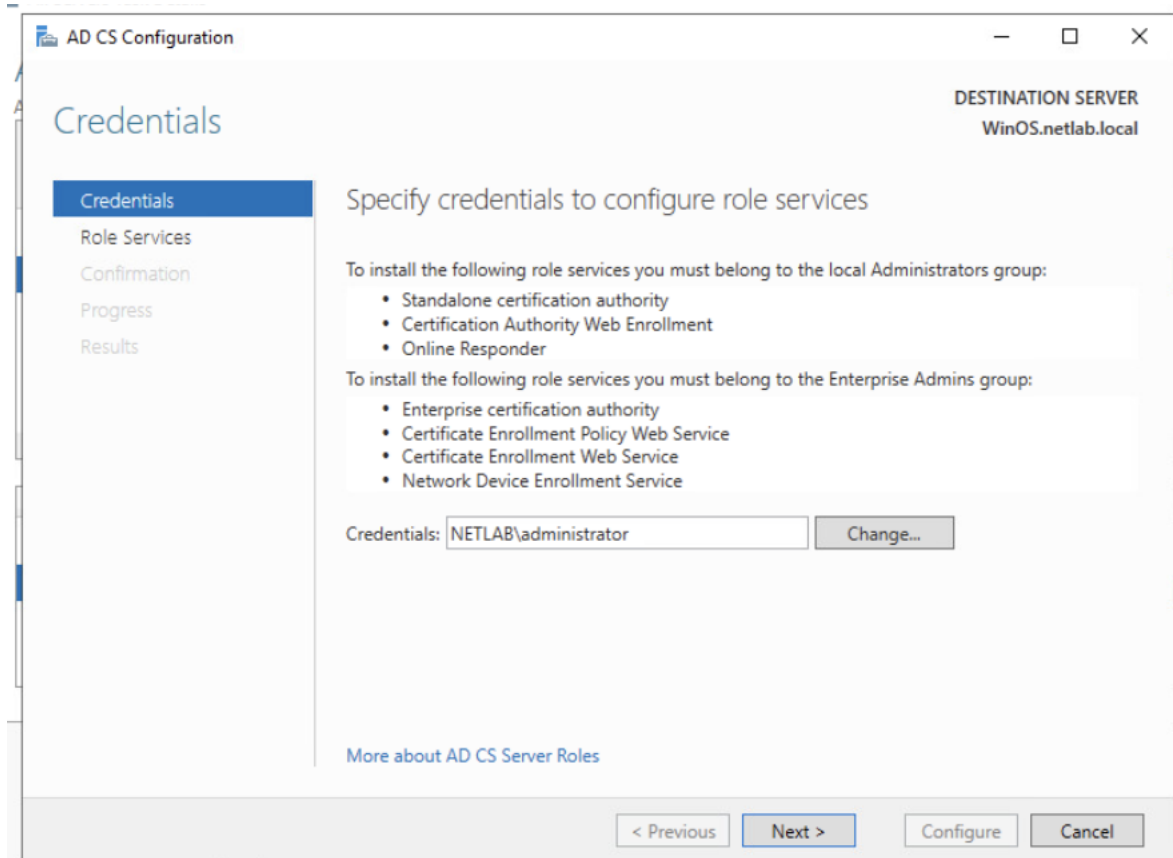 AD CS Configuration
Credentials
DESTINATION SERVER
WinOS.netlab.local
Credentials
Role Services
Confirmation
Progress
Results
Specify credentials to configure role services
To install the following role services you must belong to the local Administrators group:
• Standalone certification authority
• Certification Authority Web Enrollment
• Online Responder
To install the following role services you must belong to the Enterprise Admins group:
• Enterprise certification authority
• Certificate Enrollment Policy Web Service
• Certificate Enrollment Web Service
• Network Device Enrollment Service
Credentials: NETLAB\administrator Change...
More about AD CS Server Roles
< Previous Next > Configure Cancel